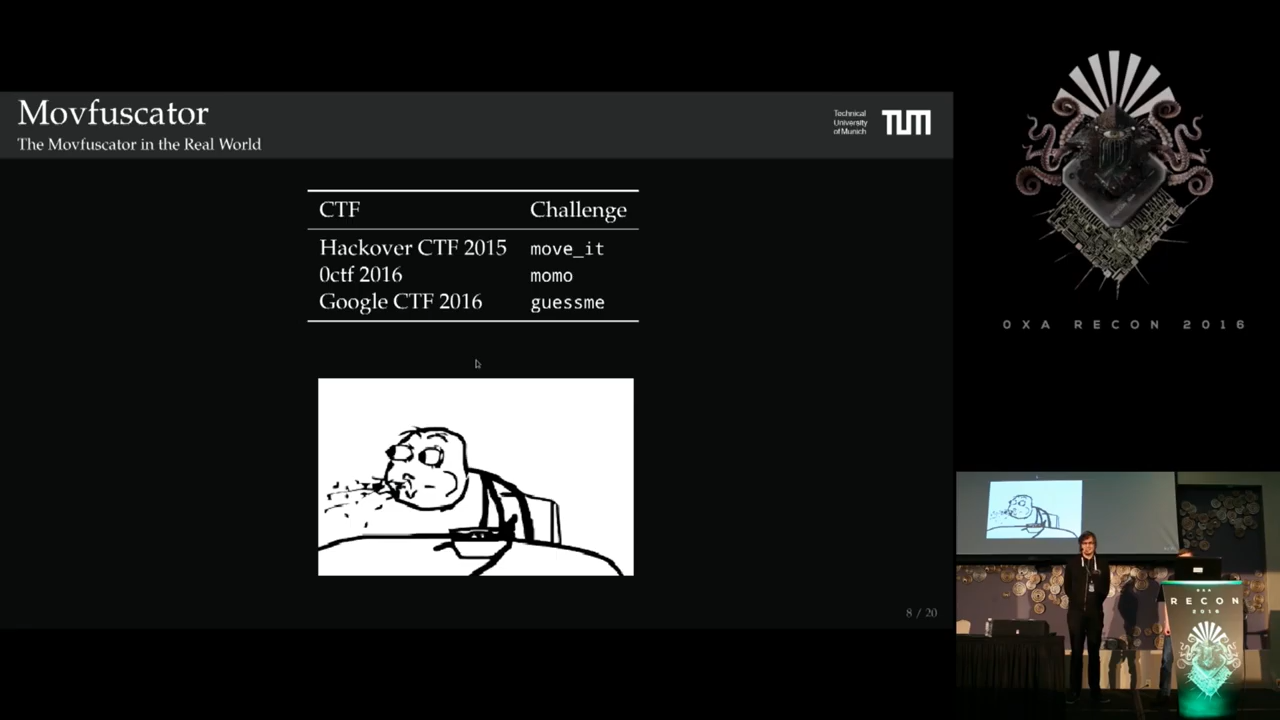 Movfuscator
The Movfuscator in the Real World
Technical
University
of Munich
TUM
CTF Challenge
Hackover CTF 2015 move_it
0ctf 2016 momo
Google CTF 2016 guessme
8 / 20
0XA RECON 2016
RECON
2016